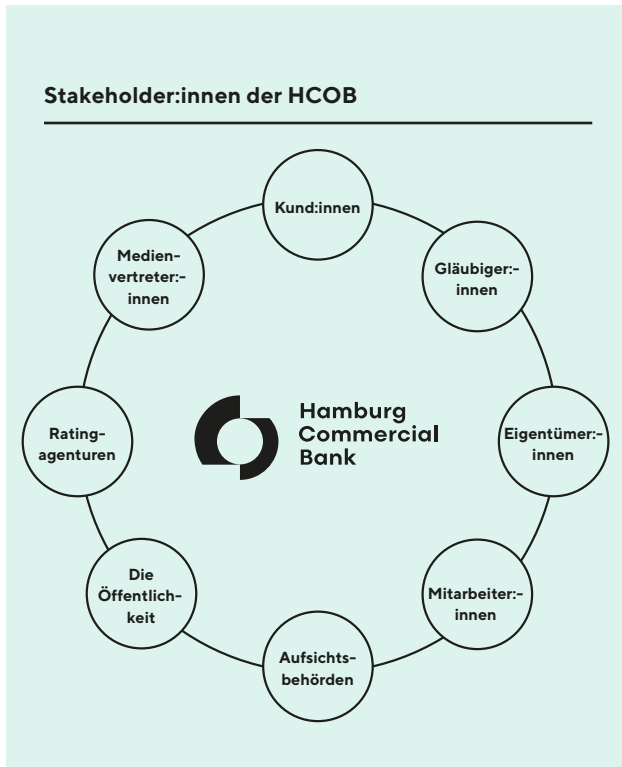 Stakeholder:innen der HCOB
Kund:innen
Gläubiger:-
innen
Eigentümer:-
innen
Mitarbeiter:-
innen
Aufsichts-
behörden
Die
Öffentlich-
keit
Rating-
agenturen
Medien-
vertreter:-
innen
Hamburg
Commercial
Bank